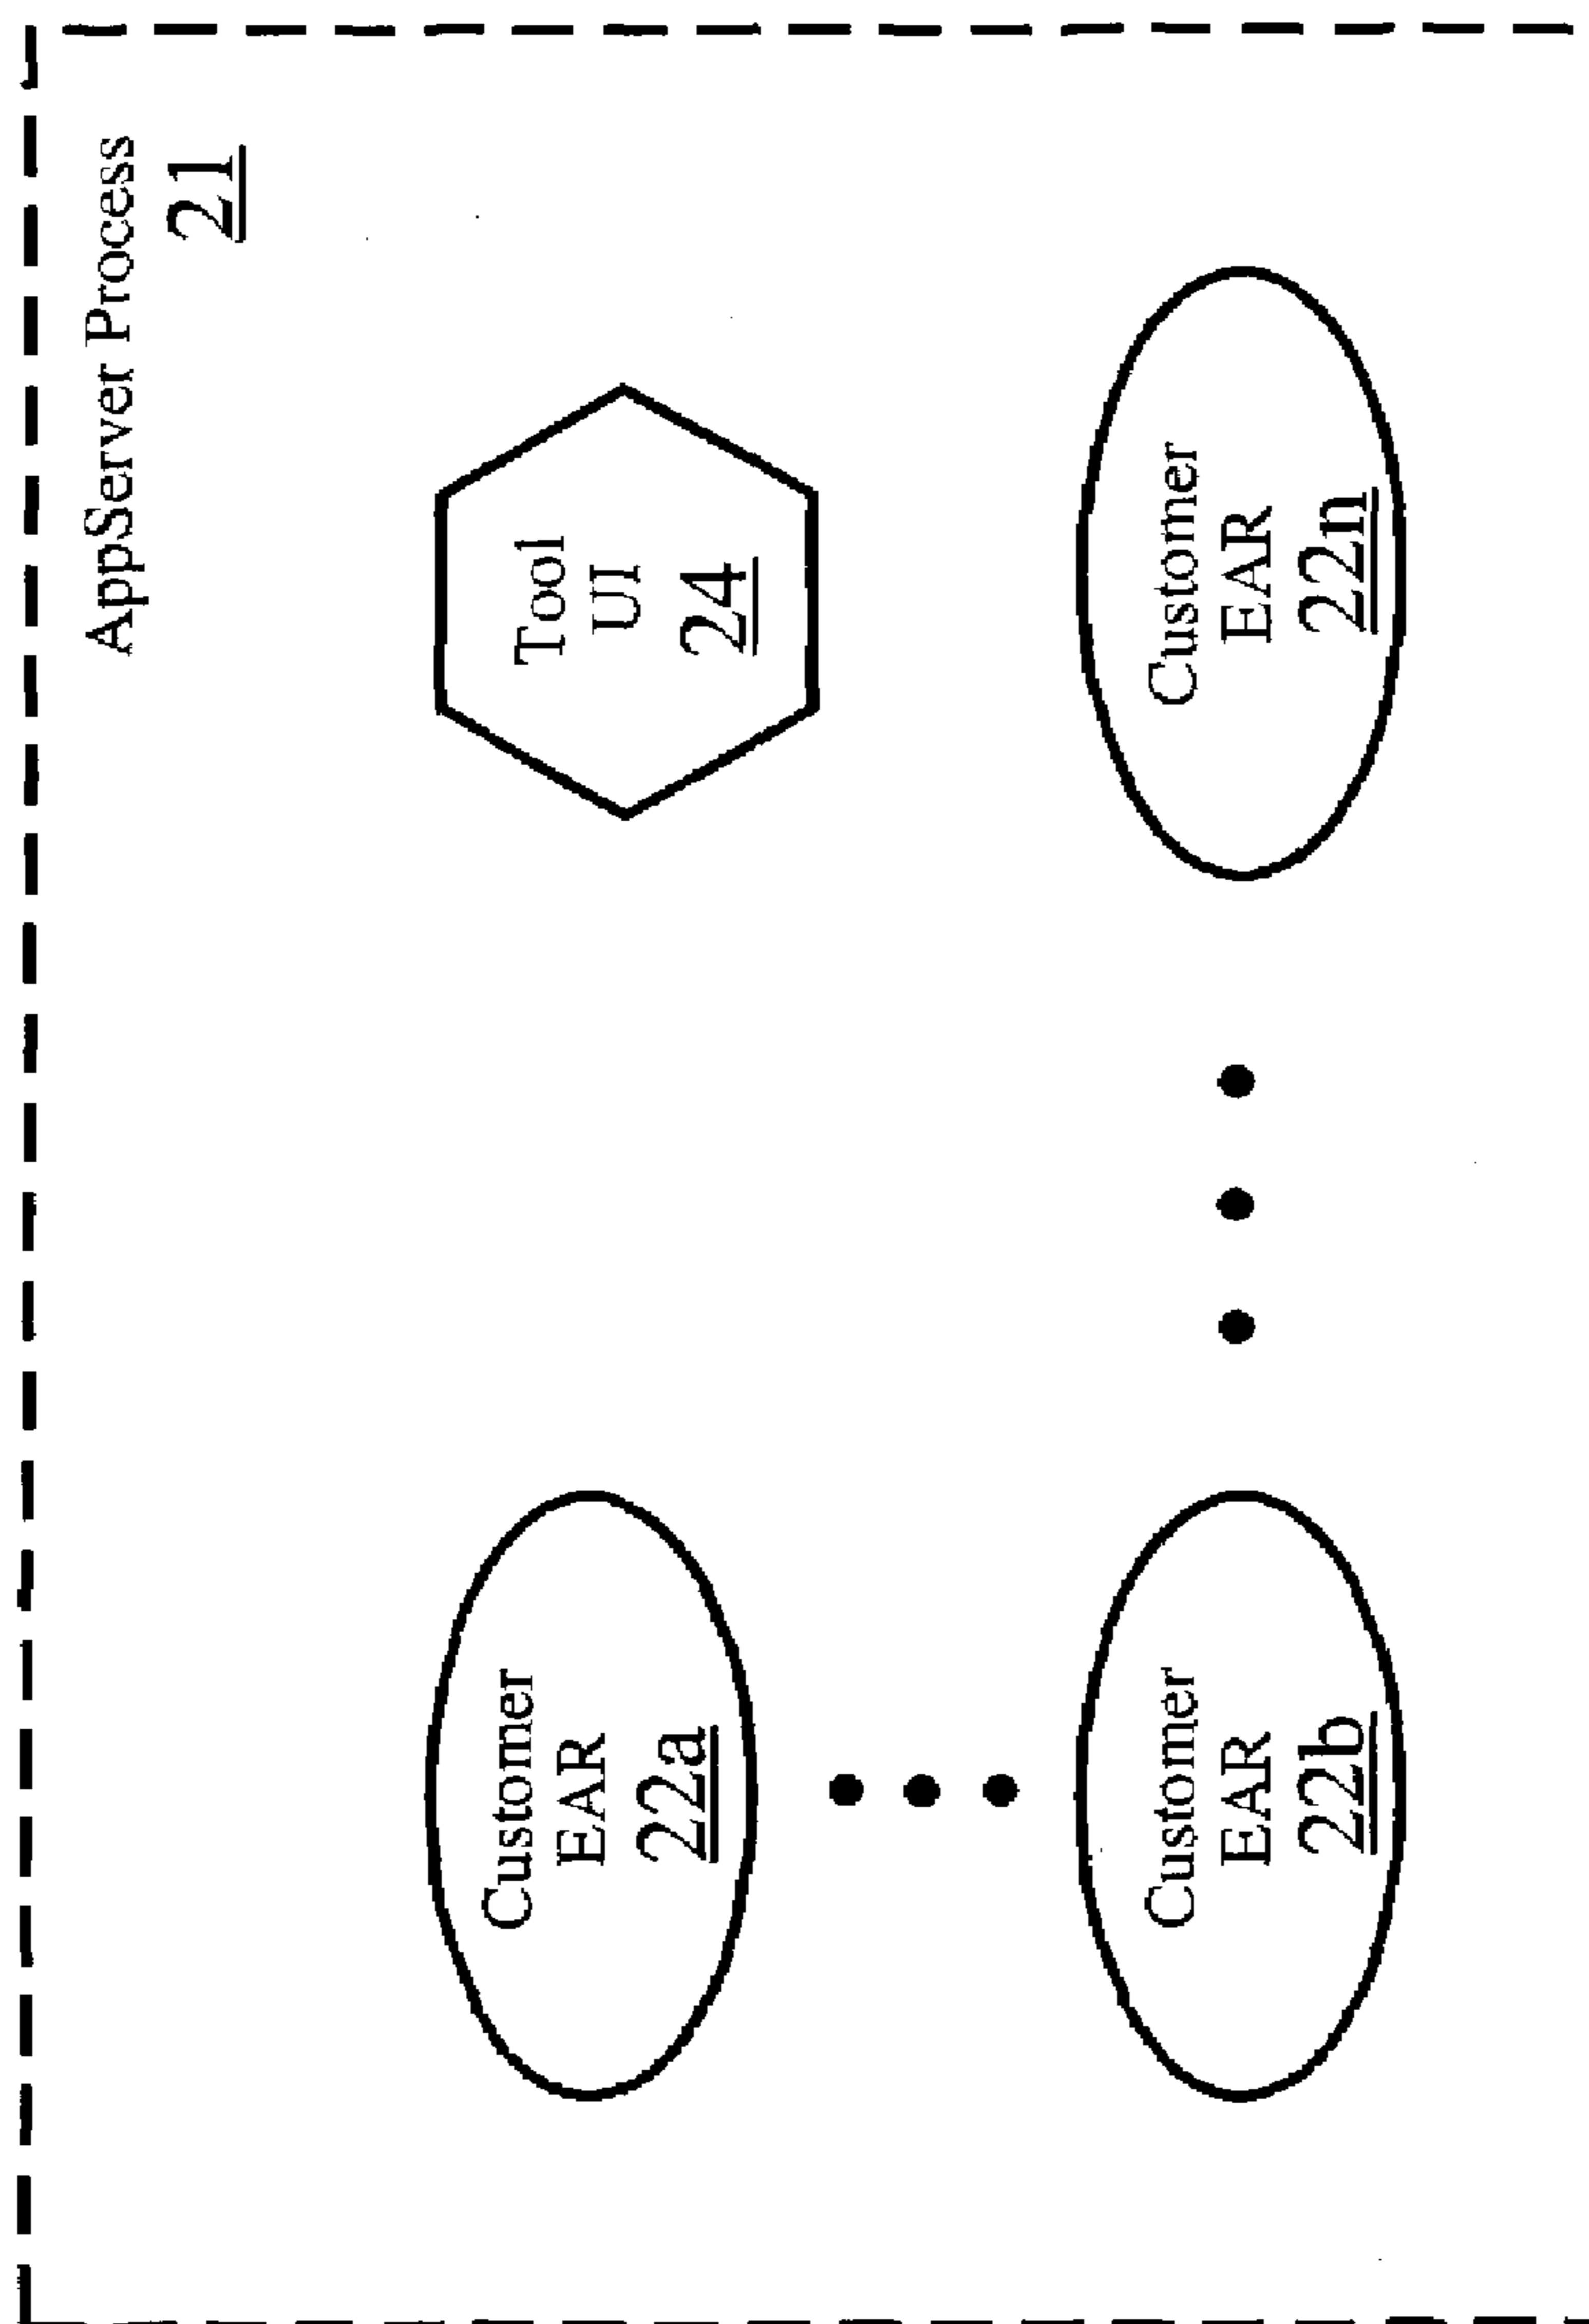 AppServer Process
21
Customer
EAR
22a
Tool
UI
24
Customer
EAR
22b
Customer
EAR
22n